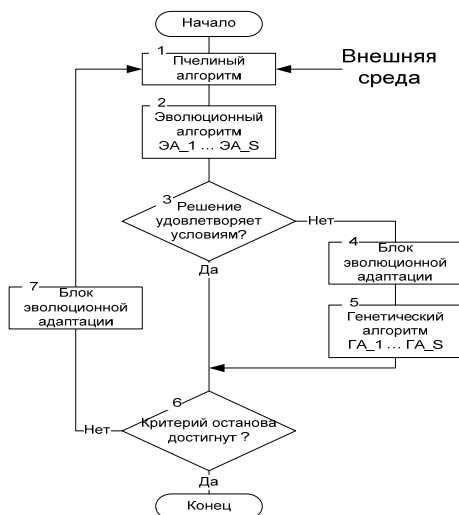 Начало
1
Пчелиный
алгоритм
Внешняя
среда
2
Эволюционный
алгоритм
ЭА_1 ... ЭА_S
3
Решение
удовлетворяет
условиям?
Нет
Да
4
Блок
эволюционной
адаптации
5
Генетический
алгоритм
ГА_1 ... ГА_S
7
Блок
эволюционной
адаптации
6
Критерий останова
достигнут ?
Нет
Да
Конец